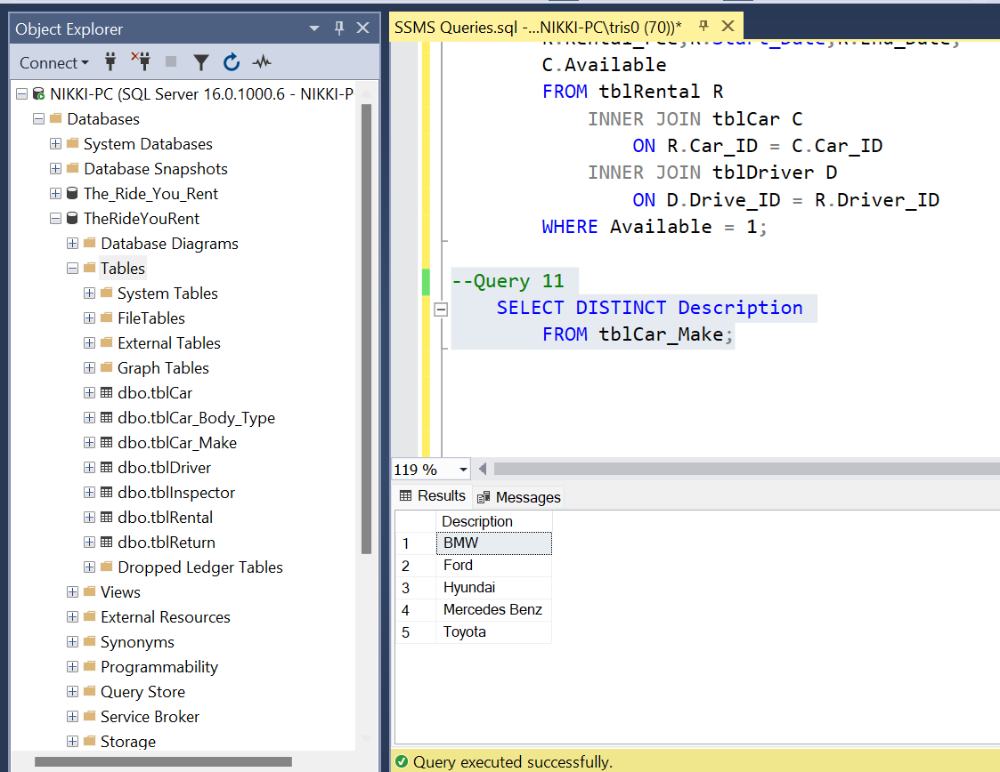 Object Explorer
Connect
NIKKI-PC (SQL Server 16.0.1000.6 - NIKKI-P
Databases
System Databases
Database Snapshots
The_Ride_You_Rent
TheRideYouRent
Database Diagrams
Tables
System Tables
FileTables
External Tables
Graph Tables
dbo.tblCar
dbo.tblCar_Body_Type
dbo.tblCar_Make
dbo.tblDriver
dbo.tblInspector
dbo.tblRental
dbo.tblReturn
Dropped Ledger Tables
Views
External Resources
Synonyms
Programmability
Query Store
Service Broker
Storage
SSMS Queries.sql -...NIKKI-PC\tris0 (70))*
R.Rental_Fee,R.Start_Date,R.End_Date,
C.Available
FROM tblRental R
INNER JOIN tblCar C
ON R.Car_ID = C.Car_ID
INNER JOIN tblDriver D
ON D.Drive_ID = R.Driver_ID
WHERE Available = 1;
--Query 11
SELECT DISTINCT Description
FROM tblCar_Make;
119 %
Results Messages
Description
1 BMW
2 Ford
3 Hyundai
4 Mercedes Benz
5 Toyota
Query executed successfully.